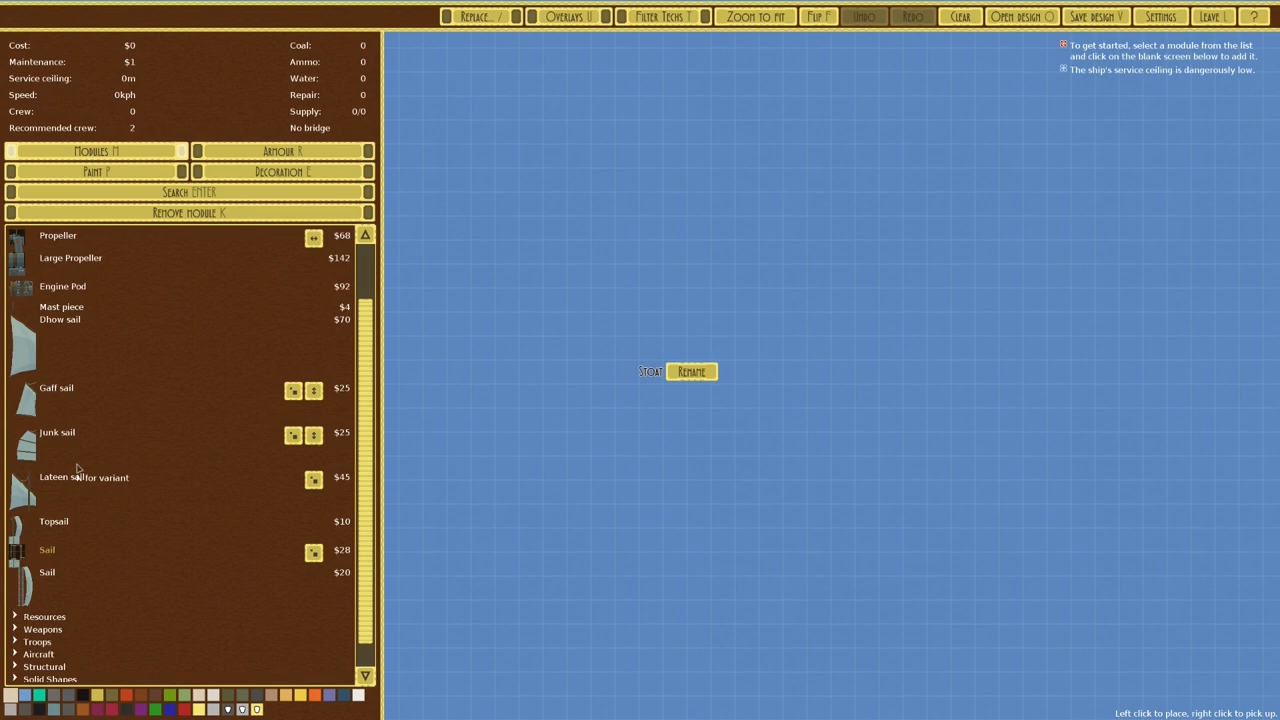 Replace... /
Overlays U
Filter Techs T
Zoom to fit
Flip F
Undo
Redo
Clear
Open design O
Save design V
Settings
Leave L
?
Cost: $0
Coal: 0
Maintenance: $1
Ammo: 0
Service ceiling: 0m
Water: 0
Speed: 0kph
Repair: 0
Crew: 0
Supply: 0/0
Recommended crew: 2
No bridge
To get started, select a module from the list
and click on the blank screen below to add it.
The ship's service ceiling is dangerously low.
Modules M
Armour R
Paint P
Decoration E
Search ENTER
Remove module K
Propeller $68
Large Propeller $142
Engine Pod $92
Mast piece $4
Dhow sail $70
Gaff sail $25
Junk sail $25
Lateen sail for variant $45
Topsail $10
Sail $28
Sail $20
Resources
Weapons
Troops
Aircraft
Structural
Solid Shapes
Stoat Rename
Left click to place, right click to pick up.